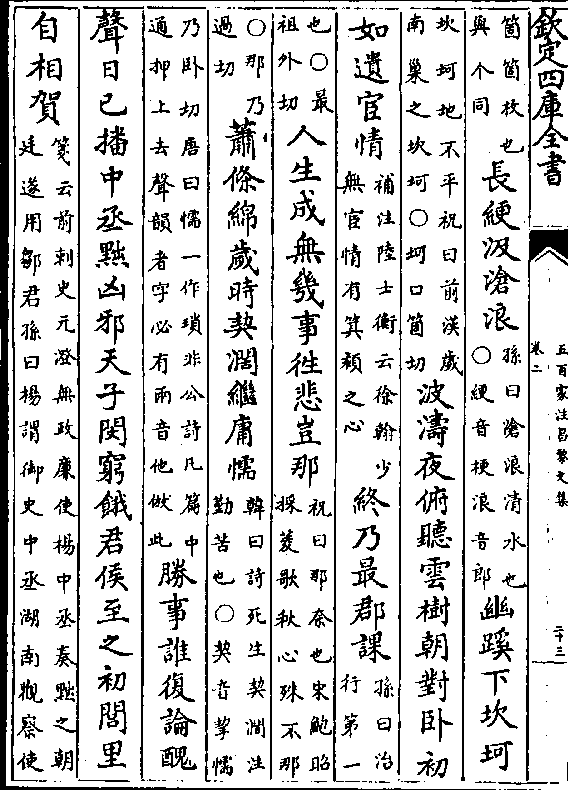 欽定四庫全書
五百家注昌黎文集
卷二
二十三
箇箇枚也
與个同
長綆汲滄浪
孫曰滄浪清水也
○綆音梗浪音郎
幽蹊下坎坷
坎坷地不平祝曰前漢歲
南巢之坎坷○坷口箇切
波濤夜俯聽雲樹朝對卧初
如遺宦情
補注陸士衡云徐翰少
無宦情有箕潁之心
終乃最郡課
孫曰治
行第一
也○最
祖外切
人生成無幾事徃悲豈那
祝曰那奈也宋鮑昭
採菱歌秋心殊不那
○那乃
過切
蕭條綿歲時契濶繼庸懦
韓曰詩死生契濶注
勤苦也○契音挈懦
乃卧切唐曰懦一作瑣非公詩凡篇中
通押上去聲韻者字必有兩音他倣此
勝事誰復論醜
聲日已播中丞黜凶邪天子閔窮餓君侯至之初閭里
自相賀
箋云前刺史元澄無政廉使楊中丞奏黜之朝
廷遂用鄒君孫曰楊謂御史中丞湖南觀察使